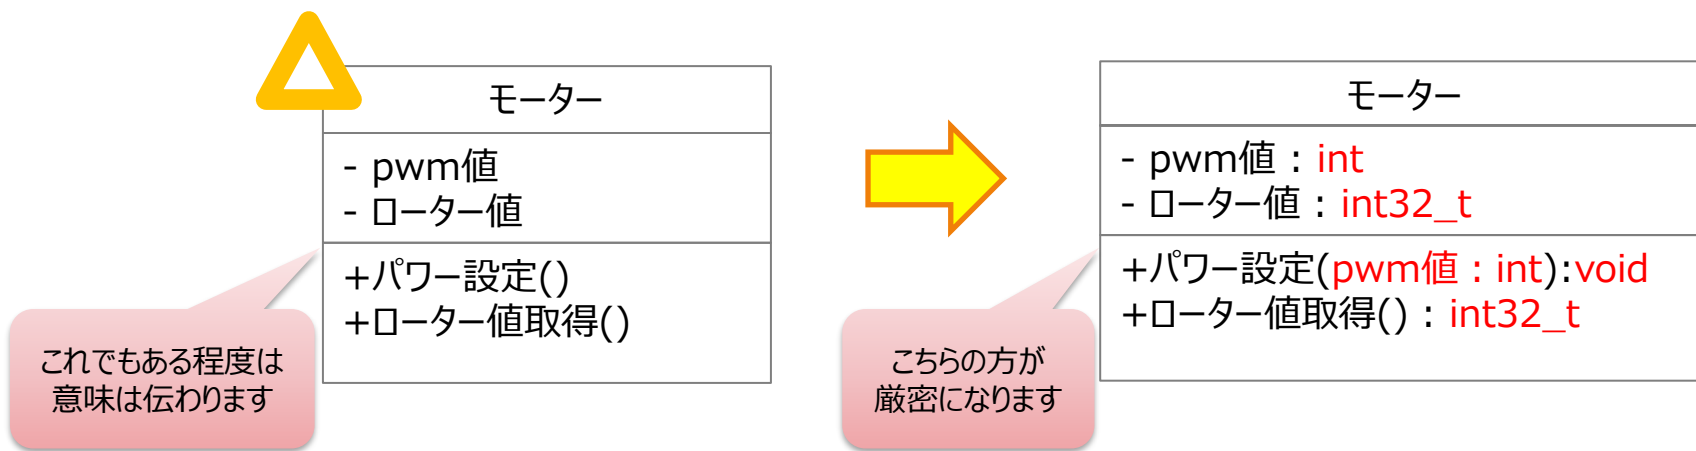 モーター
- pwm値
- ローター値
+パワー設定()
+ローター値取得()
これでもある程度は
意味は伝わります
モーター
- pwm値 : int
- ローター値 : int32_t
+パワー設定(pwm値 : int):void
+ローター値取得() : int32_t
こちらの方が
厳密になります